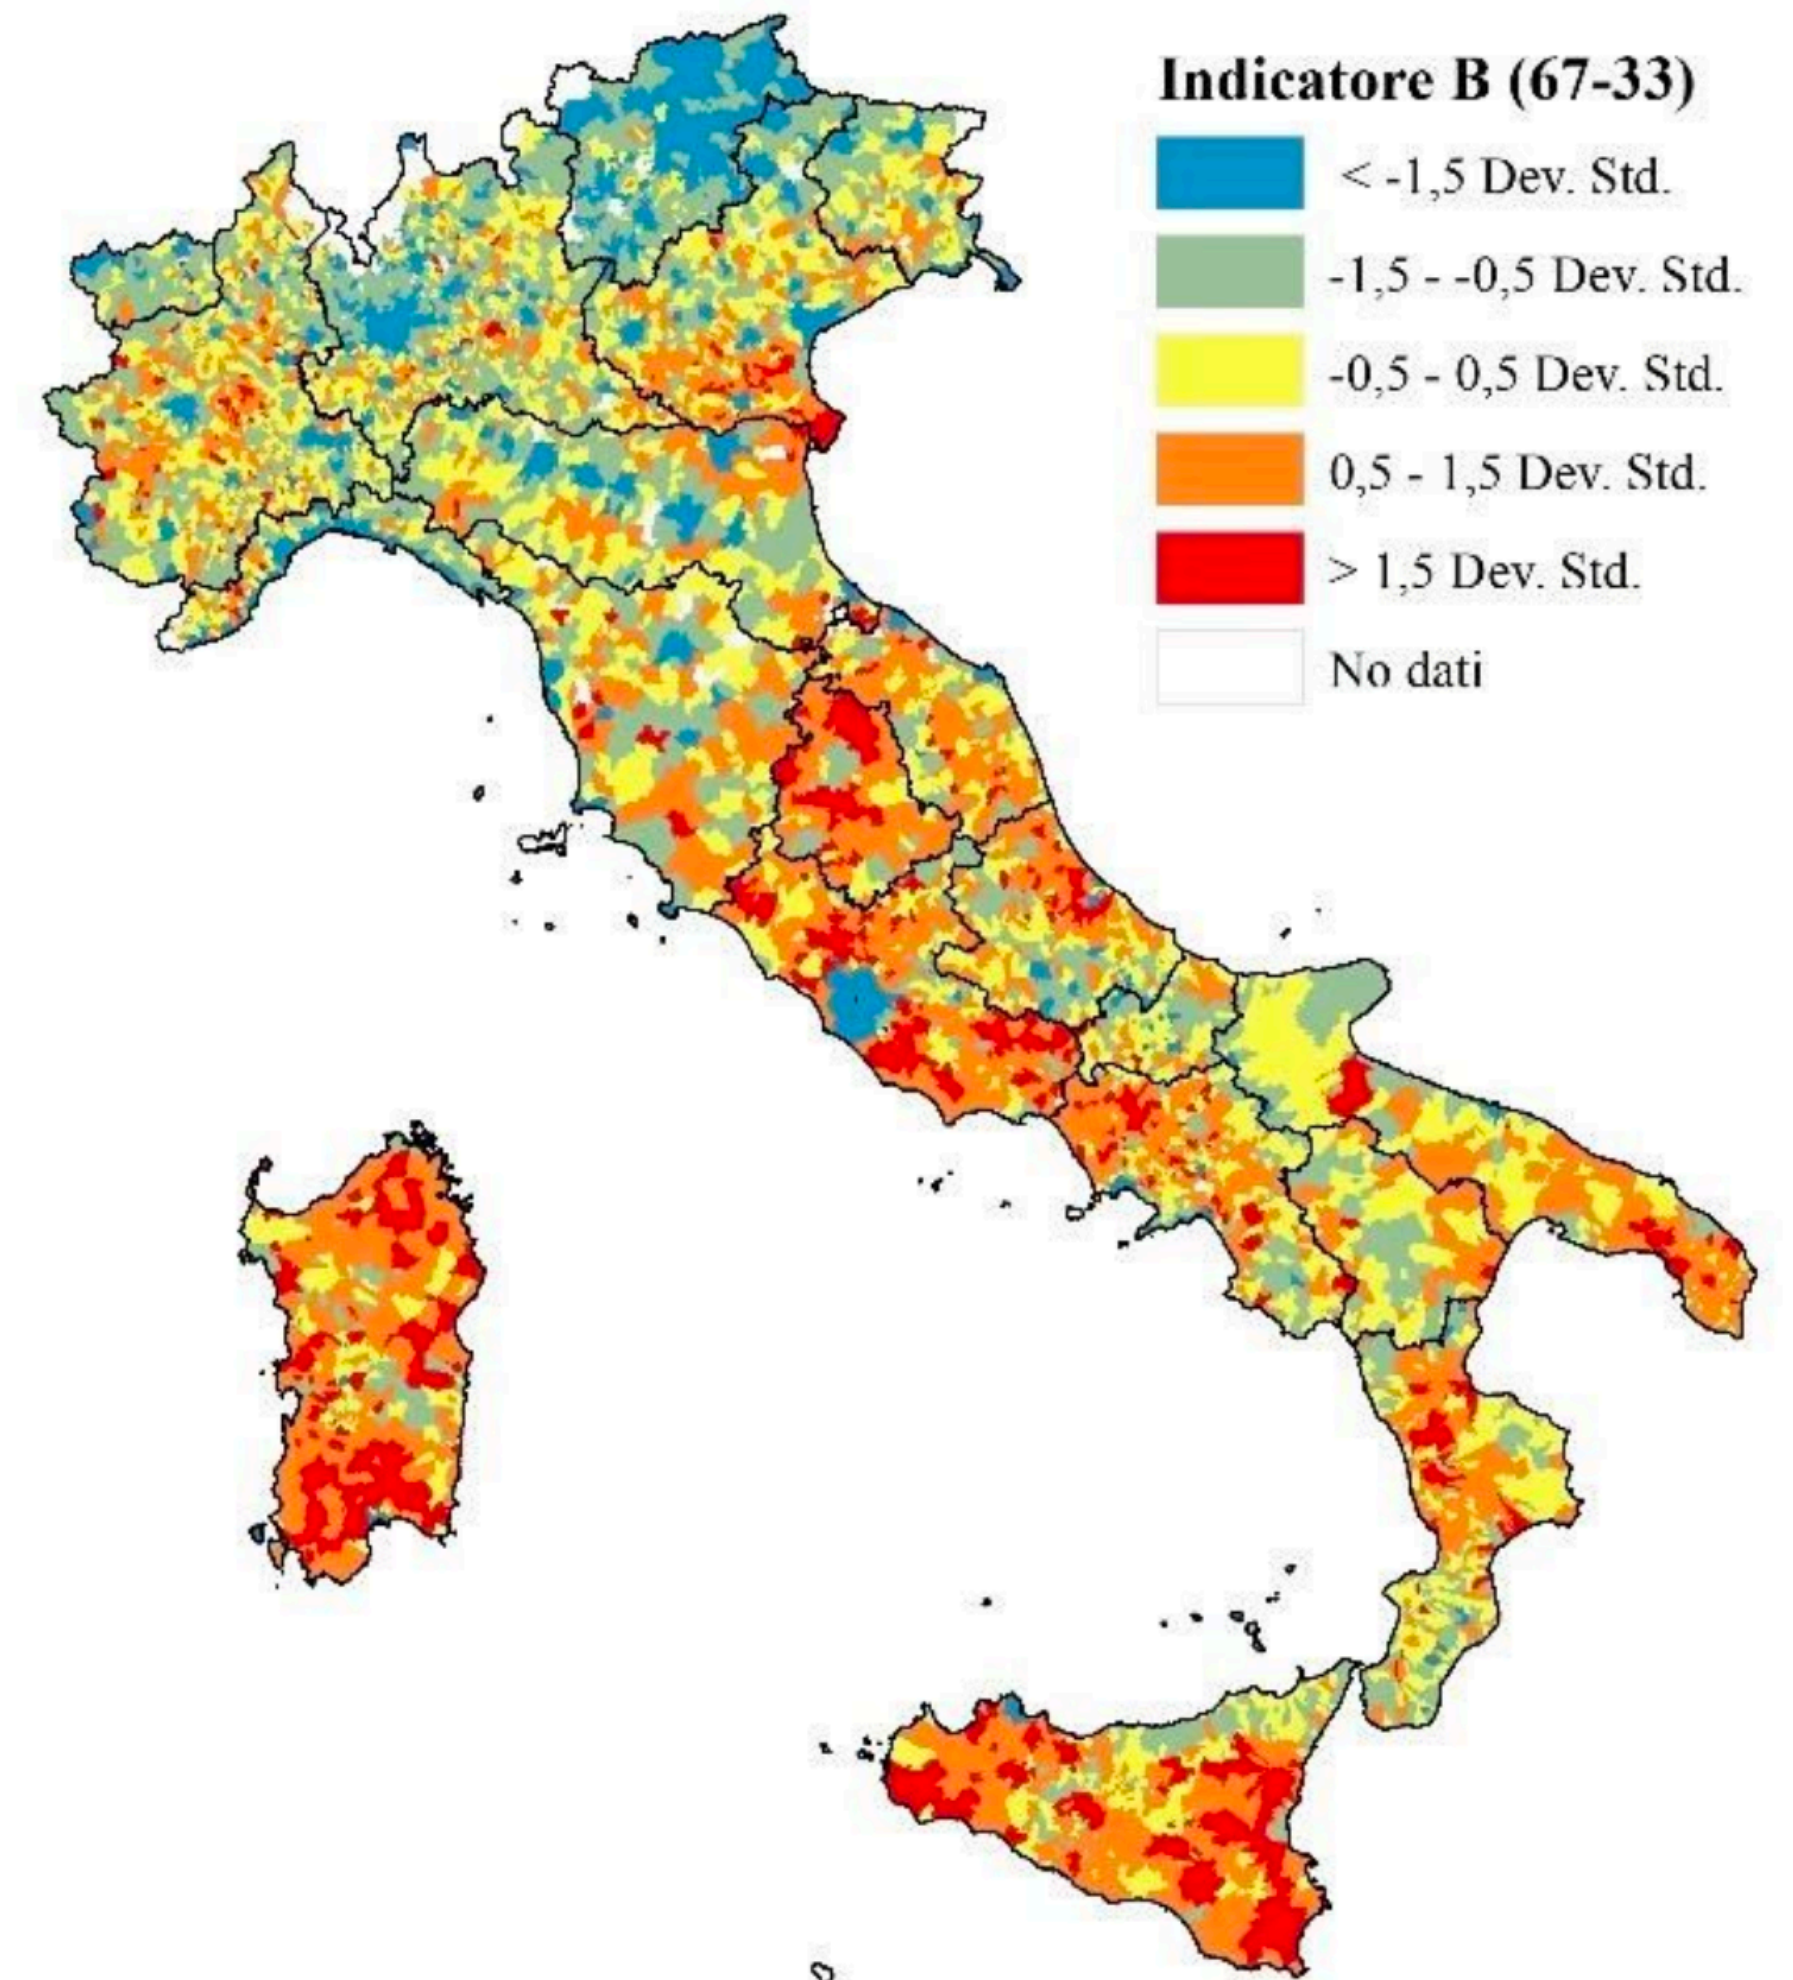 Indicatore B (67-33)
< -1,5 Dev. Std.
-1,5 - -0,5 Dev. Std.
-0,5 - 0,5 Dev. Std.
0,5 - 1,5 Dev. Std.
> 1,5 Dev. Std.
No dati